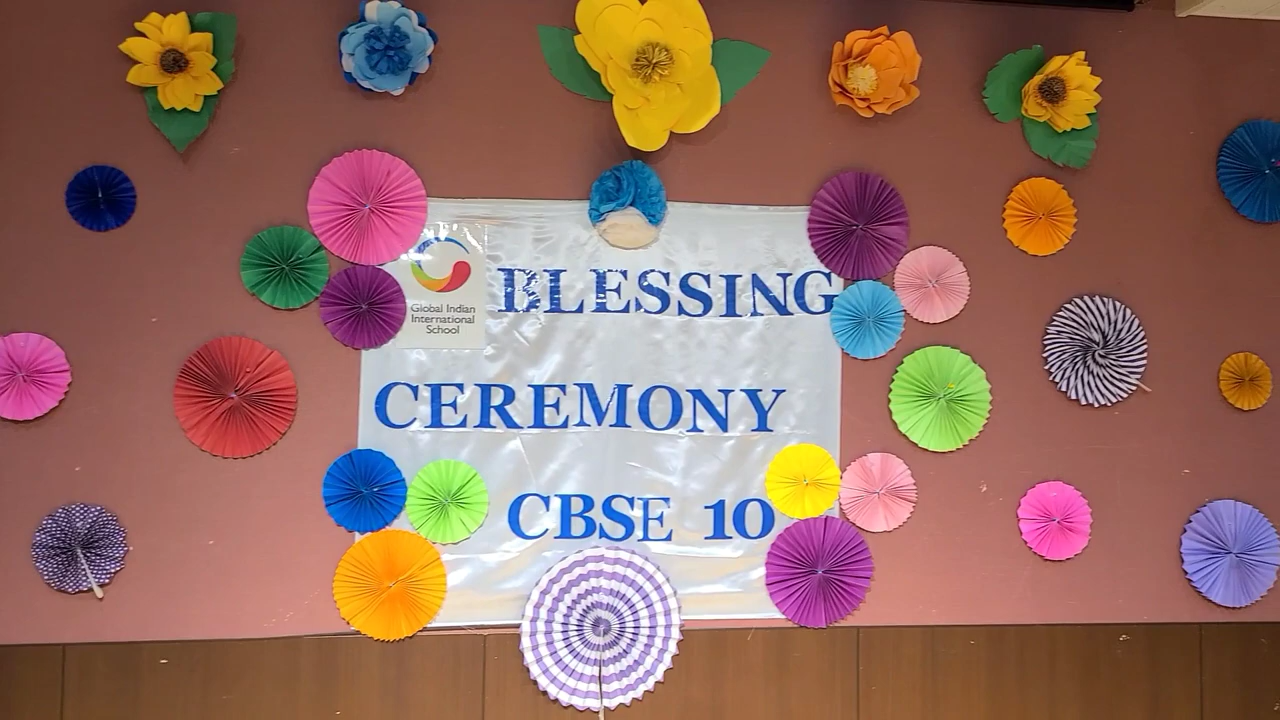 Global Indian
International
School
BLESSING
CEREMONY
CBSE 10